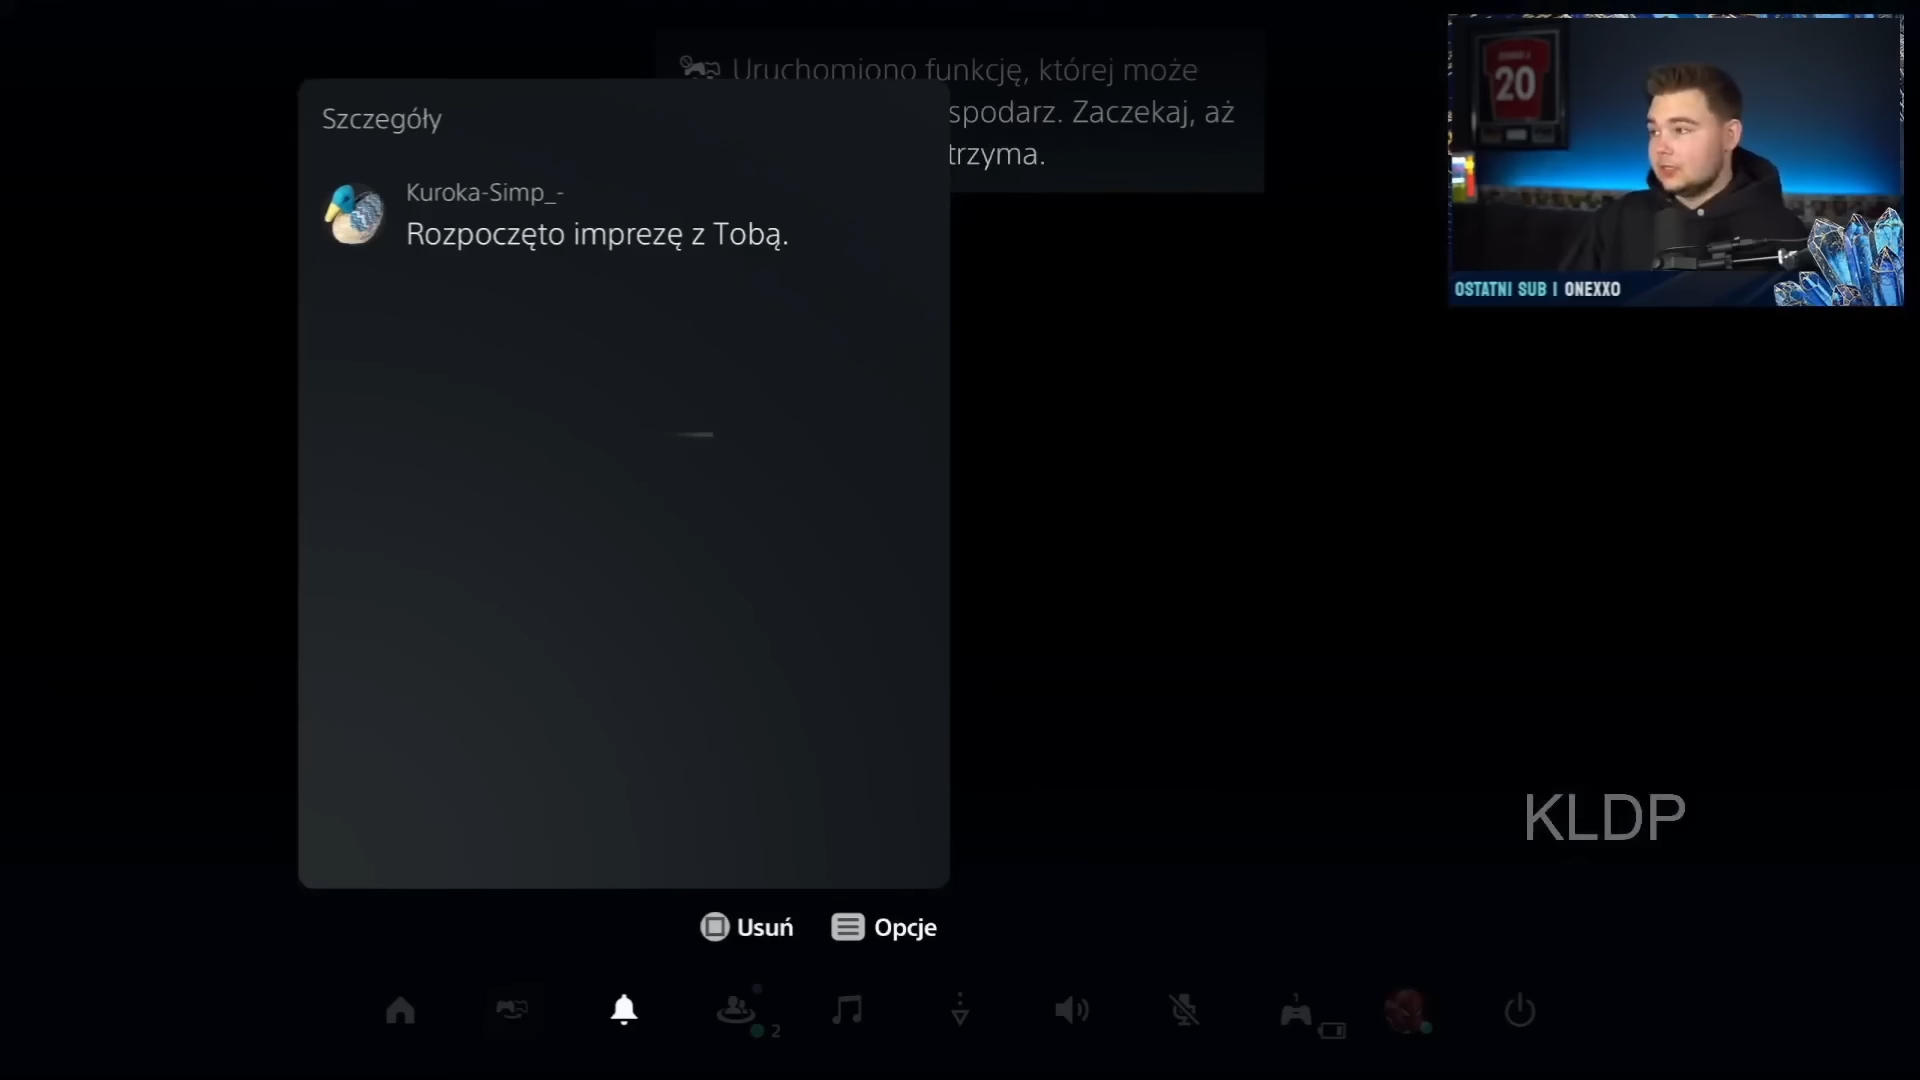 Uruchomiono funkcję, której może
spodarz. Zaczekaj, aż
trzyma.
Szczegóły
Kuroka-Simp_-
Rozpoczęto imprezę z Tobą.
20
OSTATNI SUB | ONEXXO
KLDP
Usuń Opcje
2
1